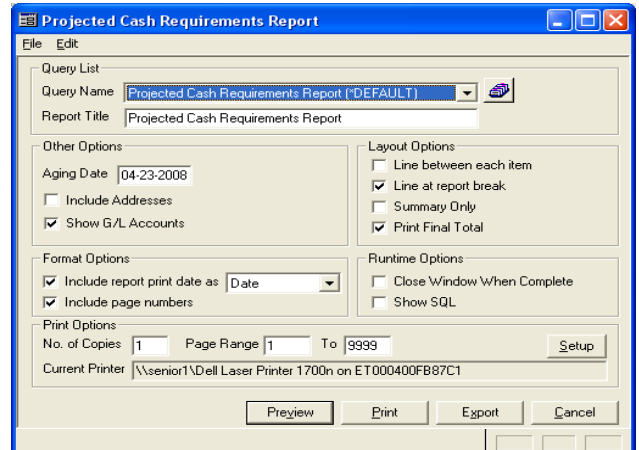 Projected Cash Requirements Report
File Edit
Query List
Query Name Projected Cash Requirements Report (*DEFAULT)
Report Title Projected Cash Requirements Report
Other Options
Aging Date 04-23-2008
Include Addresses
Show G/L Accounts
Layout Options
Line between each item
Line at report break
Summary Only
Print Final Total
Format Options
Include report print date as Date
Include page numbers
Runtime Options
Close Window When Complete
Show SQL
Print Options
No. of Copies 1 Page Range 1 To 9999 Setup
Current Printer \\senior1\Dell Laser Printer 1700n on ET000400FB87C1
Preview Print Export Cancel